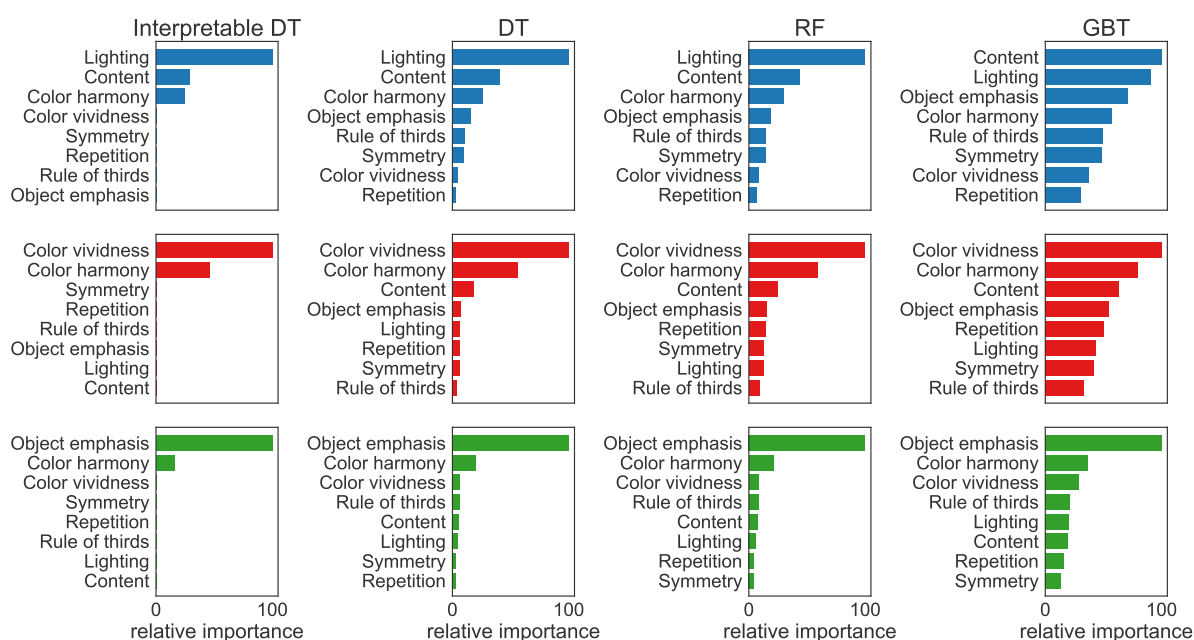 Interpretable DT
DT
RF
GBT
Lighting
Content
Color harmony
Color vividness
Symmetry
Repetition
Rule of thirds
Object emphasis
Lighting
Content
Color harmony
Object emphasis
Rule of thirds
Symmetry
Color vividness
Repetition
Lighting
Content
Color harmony
Object emphasis
Rule of thirds
Symmetry
Color vividness
Repetition
Content
Lighting
Object emphasis
Color harmony
Rule of thirds
Symmetry
Color vividness
Repetition
Color vividness
Color harmony
Symmetry
Repetition
Rule of thirds
Object emphasis
Lighting
Content
Color vividness
Color harmony
Content
Object emphasis
Lighting
Repetition
Symmetry
Rule of thirds
Color vividness
Color harmony
Content
Object emphasis
Repetition
Symmetry
Lighting
Rule of thirds
Color vividness
Color harmony
Content
Object emphasis
Repetition
Lighting
Symmetry
Rule of thirds
Object emphasis
Color harmony
Color vividness
Symmetry
Repetition
Rule of thirds
Lighting
Content
0 100
relative importance
Object emphasis
Color harmony
Color vividness
Rule of thirds
Content
Lighting
Symmetry
Repetition
0 100
relative importance
Object emphasis
Color harmony
Color vividness
Rule of thirds
Content
Lighting
Repetition
Symmetry
0 100
relative importance
Object emphasis
Color harmony
Color vividness
Rule of thirds
Lighting
Content
Repetition
Symmetry
0 100
relative importance